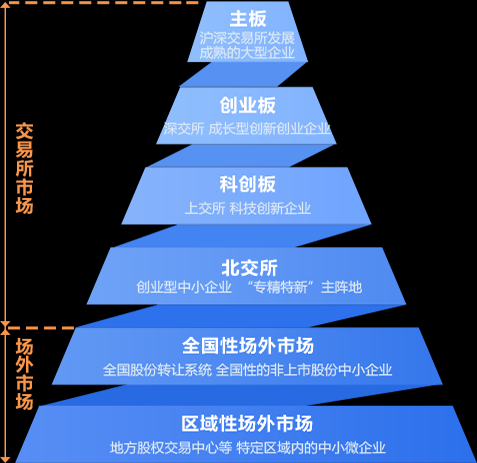 主板
沪深交易所发展
成熟的大型企业
创业板
深交所 成长型创新创业企业
科创板
上交所 科技创新企业
北交所
创业型中小企业 “专精特新”主阵地
交易所市场
全国性场外市场
全国股份转让系统 全国性的非上市股份中小企业
区域性场外市场
地方股权交易中心等 特定区域内的中小微企业
场外市场